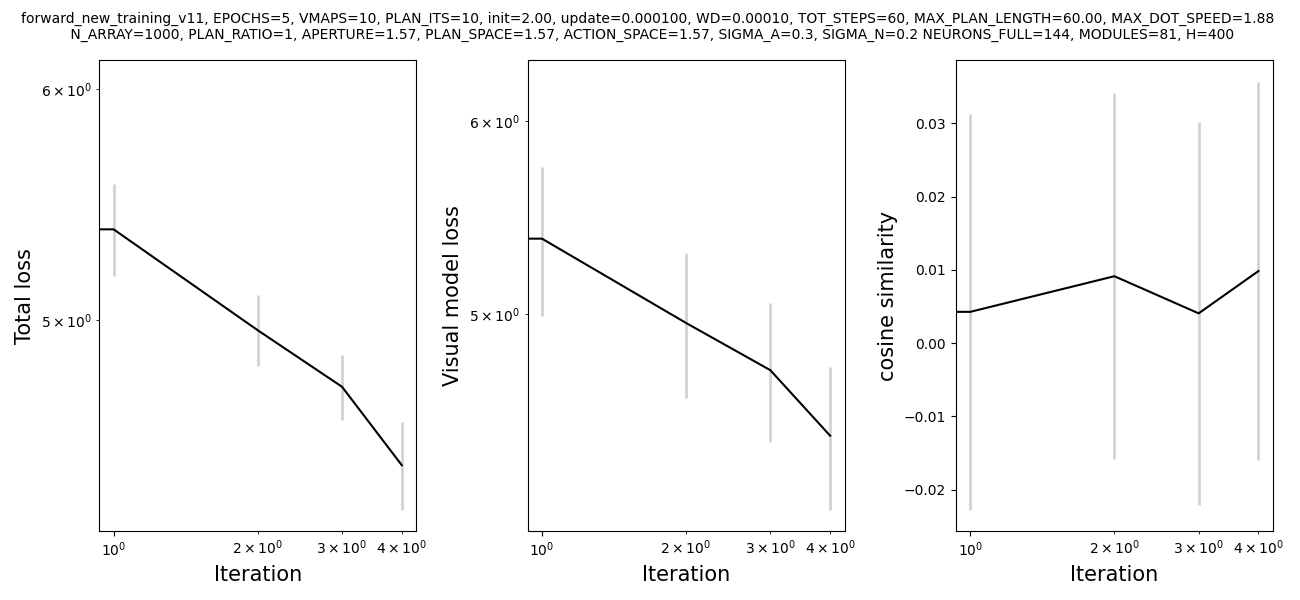 forward_new_training_v11, EPOCHS=5, VMAPS=10, PLAN_ITS=10, init=2.00, update=0.000100, WD=0.00010, TOT_STEPS=60, MAX_PLAN_LENGTH=60.00, MAX_DOT_SPEED=1.88
N_ARRAY=1000, PLAN_RATIO=1, APERTURE=1.57, PLAN_SPACE=1.57, ACTION_SPACE=1.57, SIGMA_A=0.3, SIGMA_N=0.2 NEURONS_FULL=144, MODULES=81, H=400
Total loss
6 × 10⁰
5 × 10⁰
10⁰
2 × 10⁰
3 × 10⁰
4 × 10⁰
Iteration
Visual model loss
6 × 10⁰
5 × 10⁰
10⁰
2 × 10⁰
3 × 10⁰
4 × 10⁰
Iteration
cosine similarity
0.03
0.02
0.01
0.00
−0.01
−0.02
10⁰
2 × 10⁰
3 × 10⁰
4 × 10⁰
Iteration